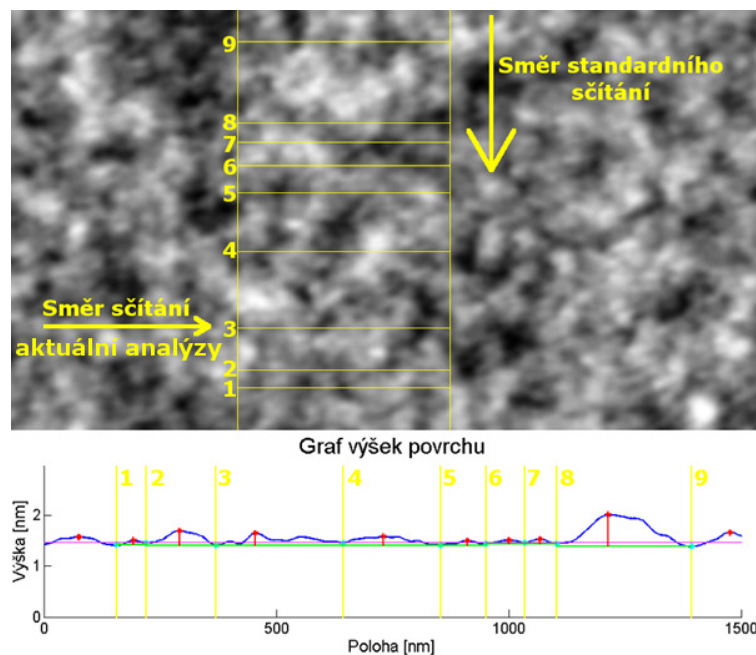 9
Směr standardního
sčítání
8
7
6
5
4
Směr sčítání
3
aktuální analýzy
2
1
Graf výšek povrchu
1 2 3 4 5 6 7 8 9
Výška [nm]
2
1
0
0 500 1000 1500
Poloha [nm]